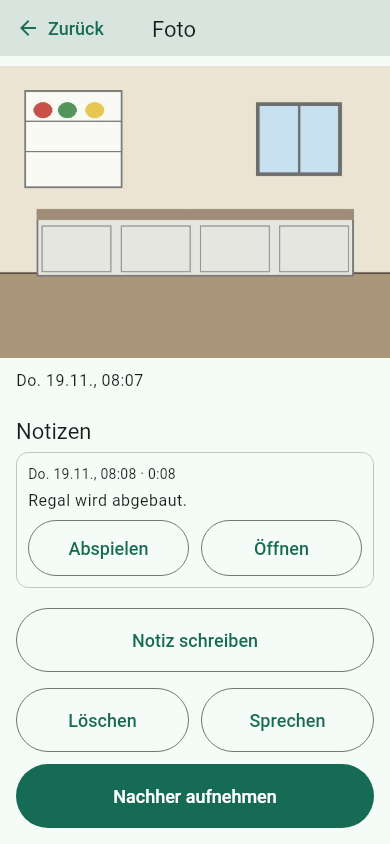 Zurück
Foto
Do. 19.11., 08:07
Notizen
Do. 19.11., 08:08 · 0:08
Regal wird abgebaut.
Abspielen
Öffnen
Notiz schreiben
Löschen
Sprechen
Nachher aufnehmen